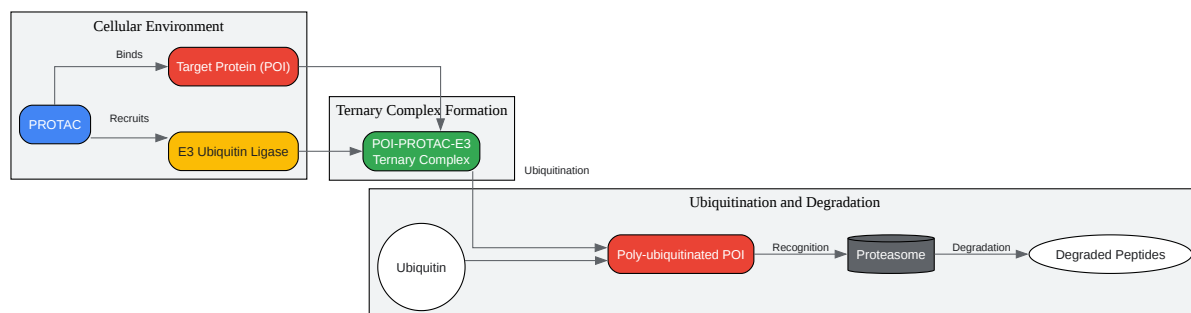 Cellular Environment
Binds
Target Protein (POI)
PROTAC
Recruits
E3 Ubiquitin Ligase
Ternary Complex Formation
POI-PROTAC-E3
Ternary Complex
Ubiquitination
Ubiquitination and Degradation
Ubiquitin
Poly-ubiquitinated POI
Recognition
Proteasome
Degradation
Degraded Peptides